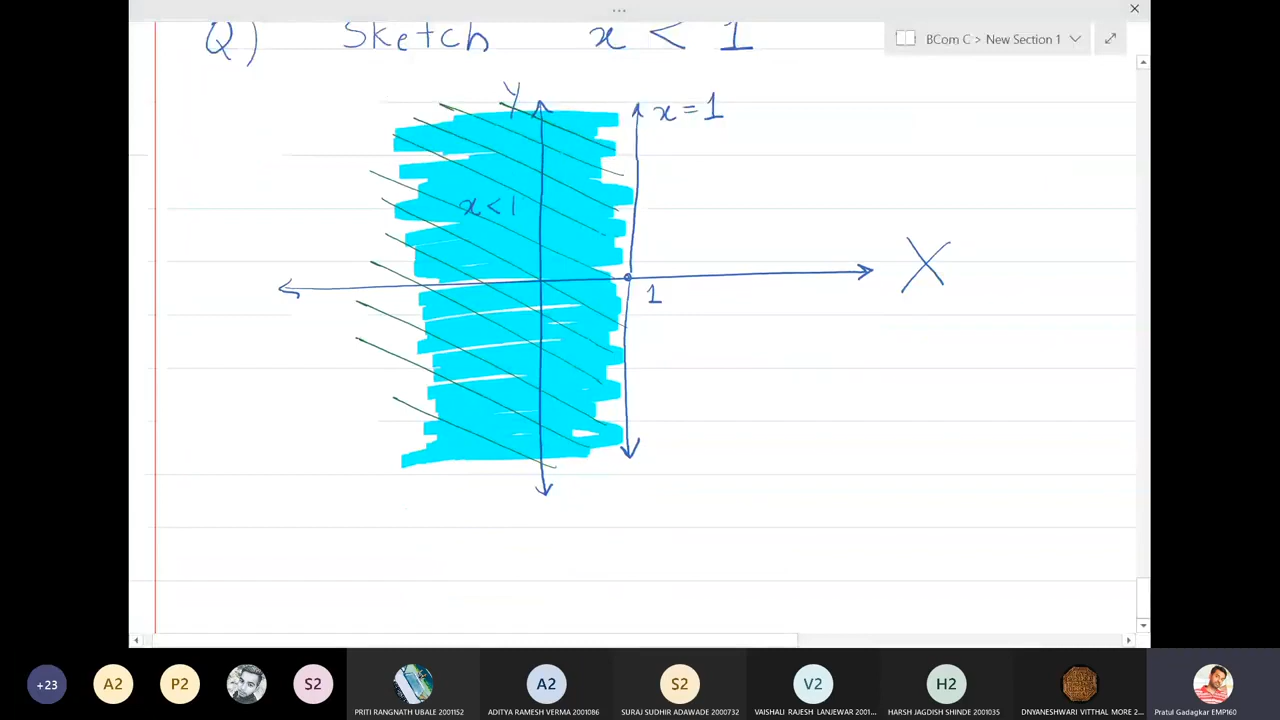 Q) Sketch x < 1
BCom C > New Section 1
Y
x = 1
x < 1
X
1
+23
A2
P2
S2
A2
S2
V2
H2
PRITI RANGNATH UBALE 2001152
ADITYA RAMESH VERMA 2001086
SURAJ SUDHIR ADAWADE 2000732
VAISHALI RAJESH LANJEWAR 2001...
HARSH JAGDISH SHINDE 2001035
DNYANESHWARI VITTHAL MORE 2...
Pratul Gadagkar EMP160